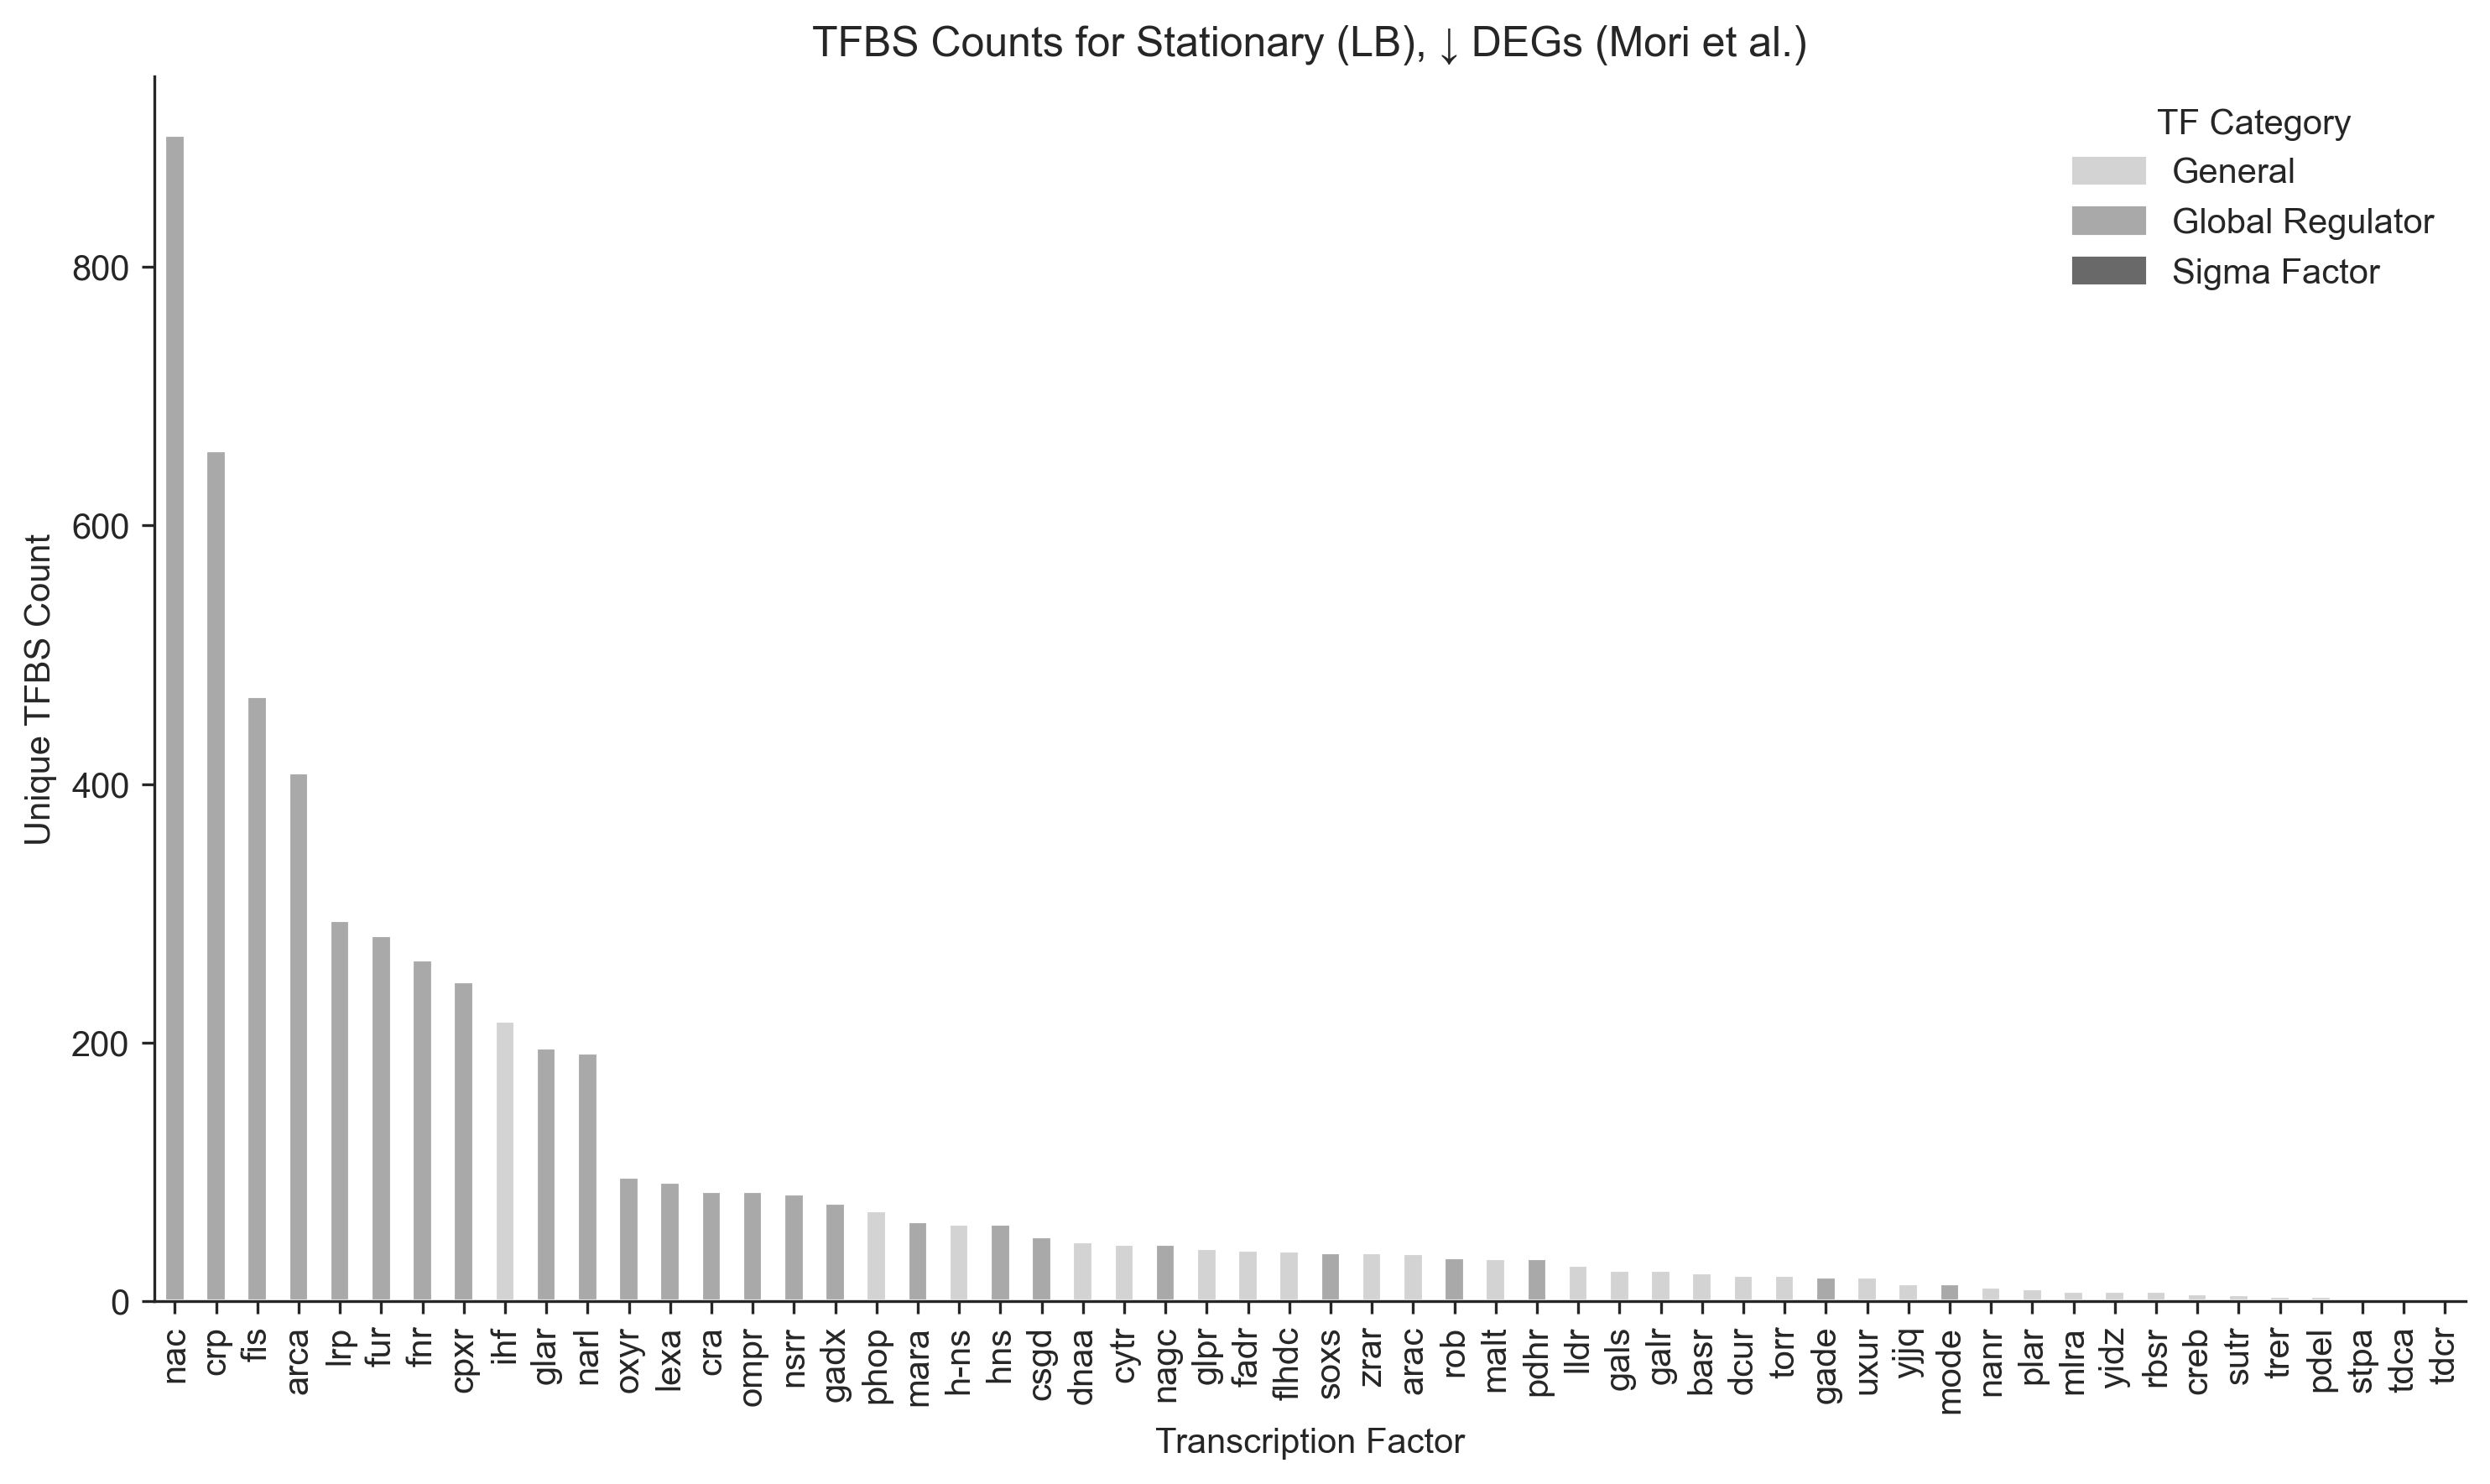 TFBS Counts for Stationary (LB), ↓ DEGs (Mori et al.)
TF Category
General
Global Regulator
Sigma Factor
Unique TFBS Count
800
600
400
200
0
nac
crp
fis
arca
lrp
fur
fnr
cpxr
ihf
glar
narl
oxyr
lexa
cra
ompr
nsrr
gadx
phop
mara
h-ns
hns
csgd
dnaa
cytr
nagc
glpr
fadr
flhdc
soxs
zrar
arac
rob
malt
pdhr
lldr
gals
galr
basr
dcur
torr
gade
uxur
yjjq
mode
nanr
plar
mlra
yidz
rbsr
creb
sutr
trer
pdel
stpa
tdca
tdcr
Transcription Factor